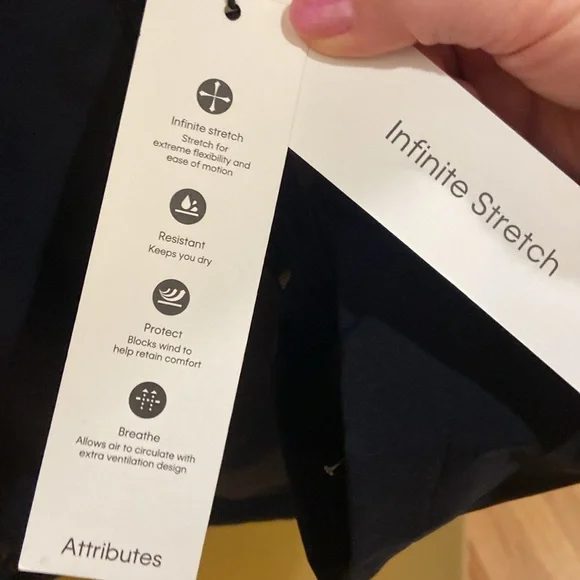 Infinite stretch
Stretch for
extreme flexibility and
ease of motion
Resistant
Keeps you dry
Protect
Blocks wind to
help retain comfort
Breathe
Allows air to circulate with
extra ventilation design
Attributes
Infinite Stretch